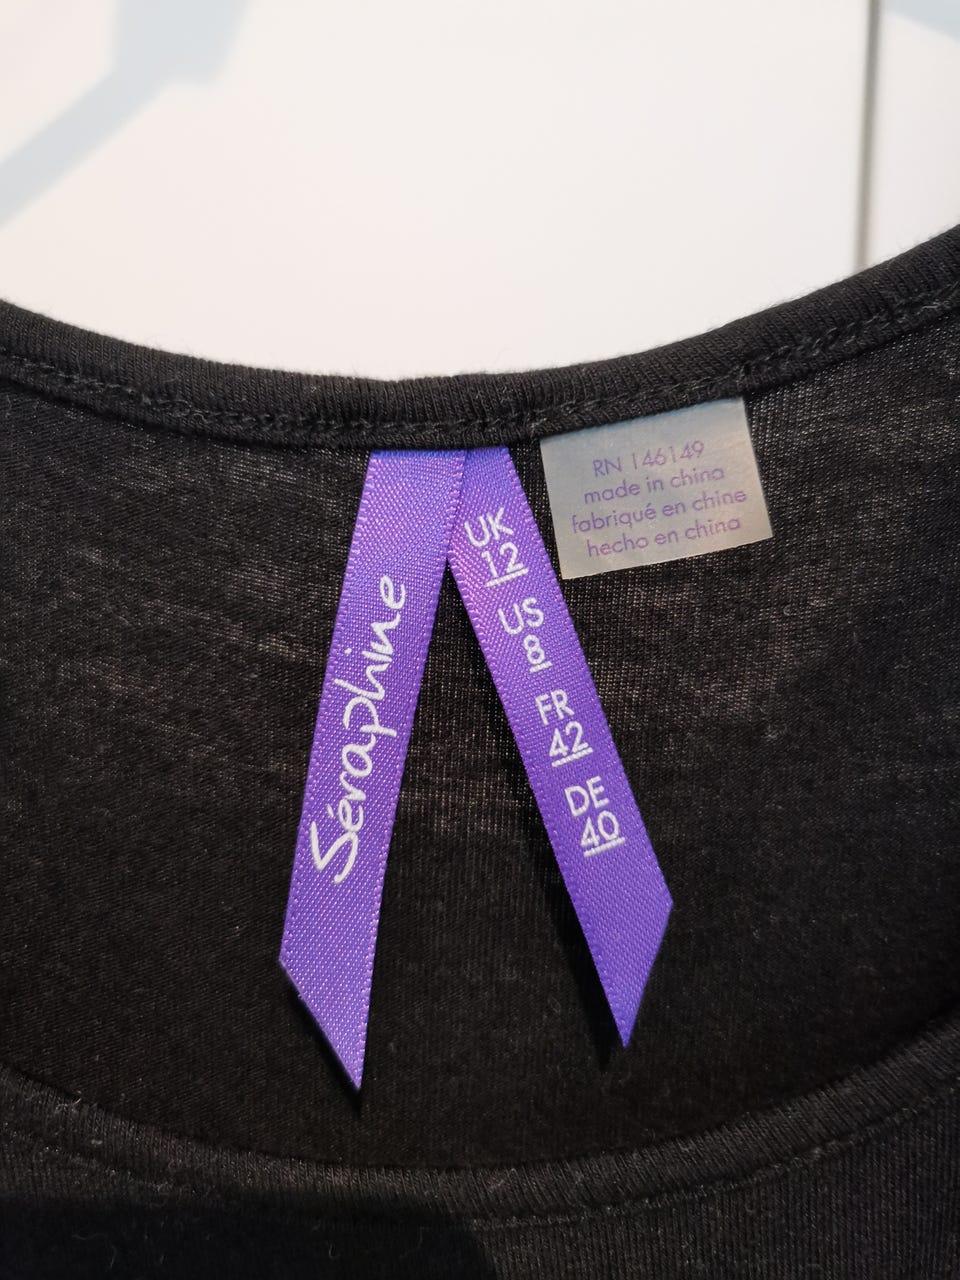 Séraphine
UK
12
US
8
FR
42
DE
40
RN 146149
made in china
fabriqué en chine
hecho en china